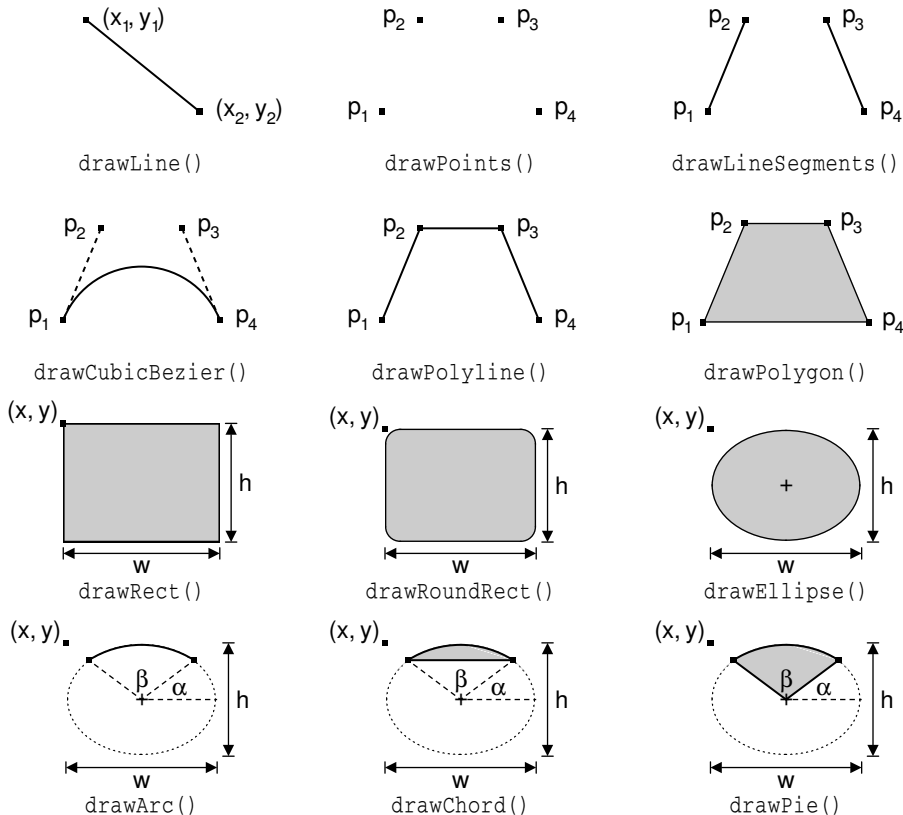 (x₁, y₁)
(x₂, y₂)
drawLine()
p₂ p₃
p₁ p₄
drawPoints()
p₂ p₃
p₁ p₄
drawLineSegments()
p₂ p₃
p₁ p₄
drawCubicBezier()
p₂ p₃
p₁ p₄
drawPolyline()
p₂ p₃
p₁ p₄
drawPolygon()
(x, y)
h
w
drawRect()
(x, y)
h
w
drawRoundRect()
(x, y)
h
w
drawEllipse()
(x, y)
β α
h
w
drawArc()
(x, y)
β α
h
w
drawChord()
(x, y)
β α
h
w
drawPie()